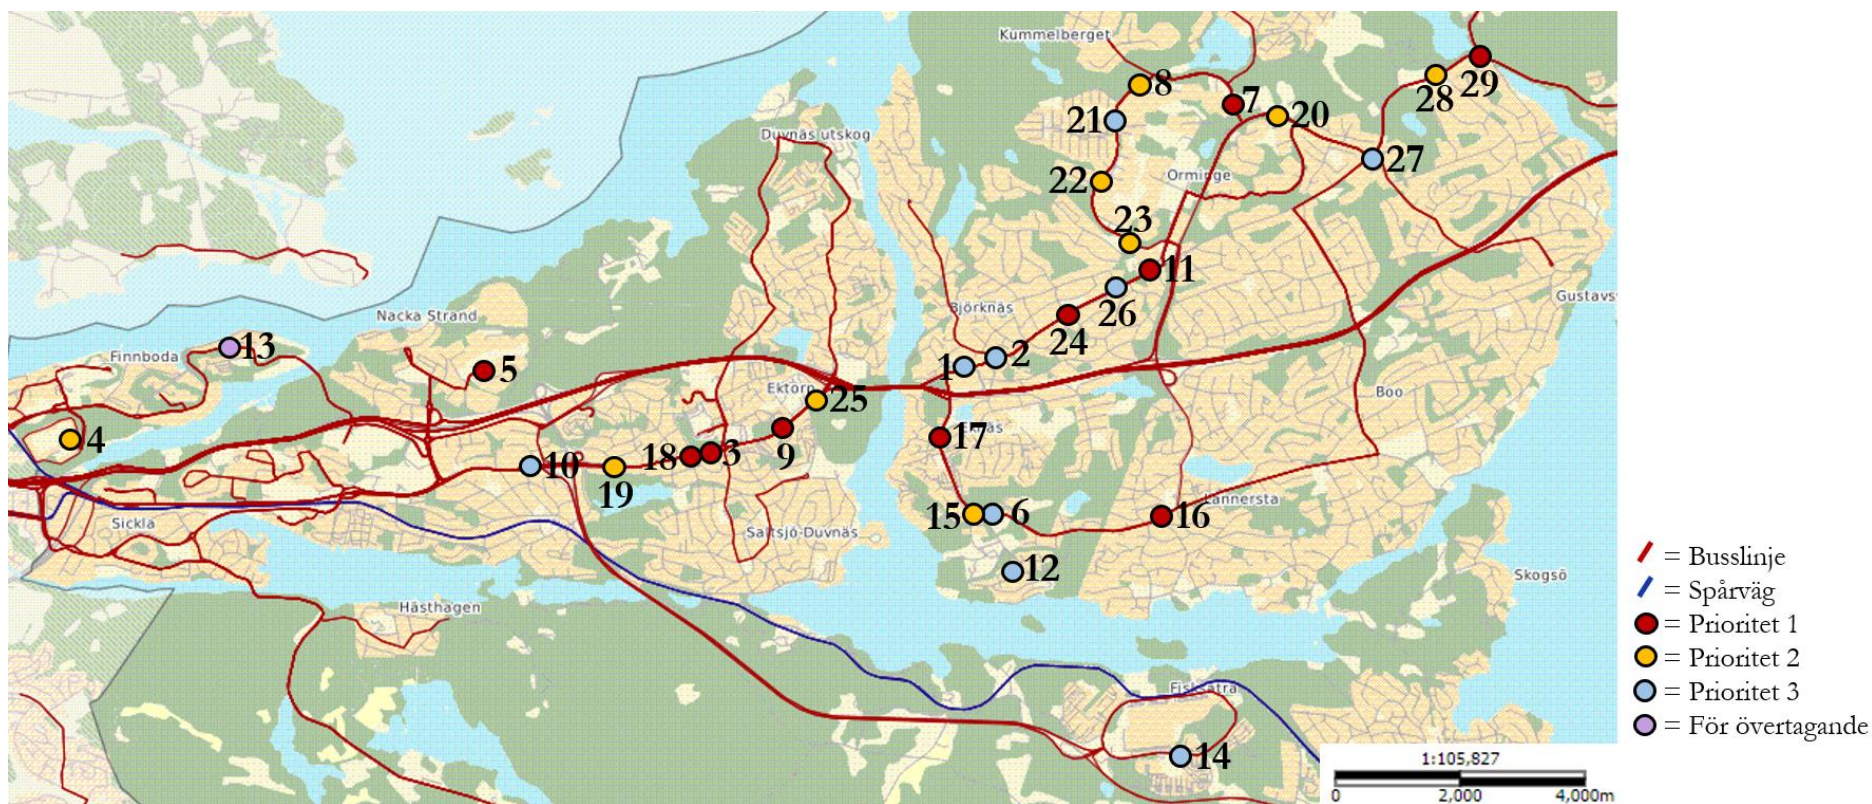 Kummelberget
29
28
8
7
20
21
Duvnäs utskog
27
22
Orminge
23
11
26
Gustavsv
Nacka Strand
Björknäs
24
13
Finnboda
5
1
2
Ektorp
25
Boo
4
17
18
3
9
10
19
Lännersta
15
6
16
Sickla
Saltsjö-Duvnäs
12
Skogsö
Hästhagen
Fisksätra
14
= Busslinje
= Spårväg
= Prioritet 1
= Prioritet 2
= Prioritet 3
= För övertagande
1:105,827
0 2,000 4,000m